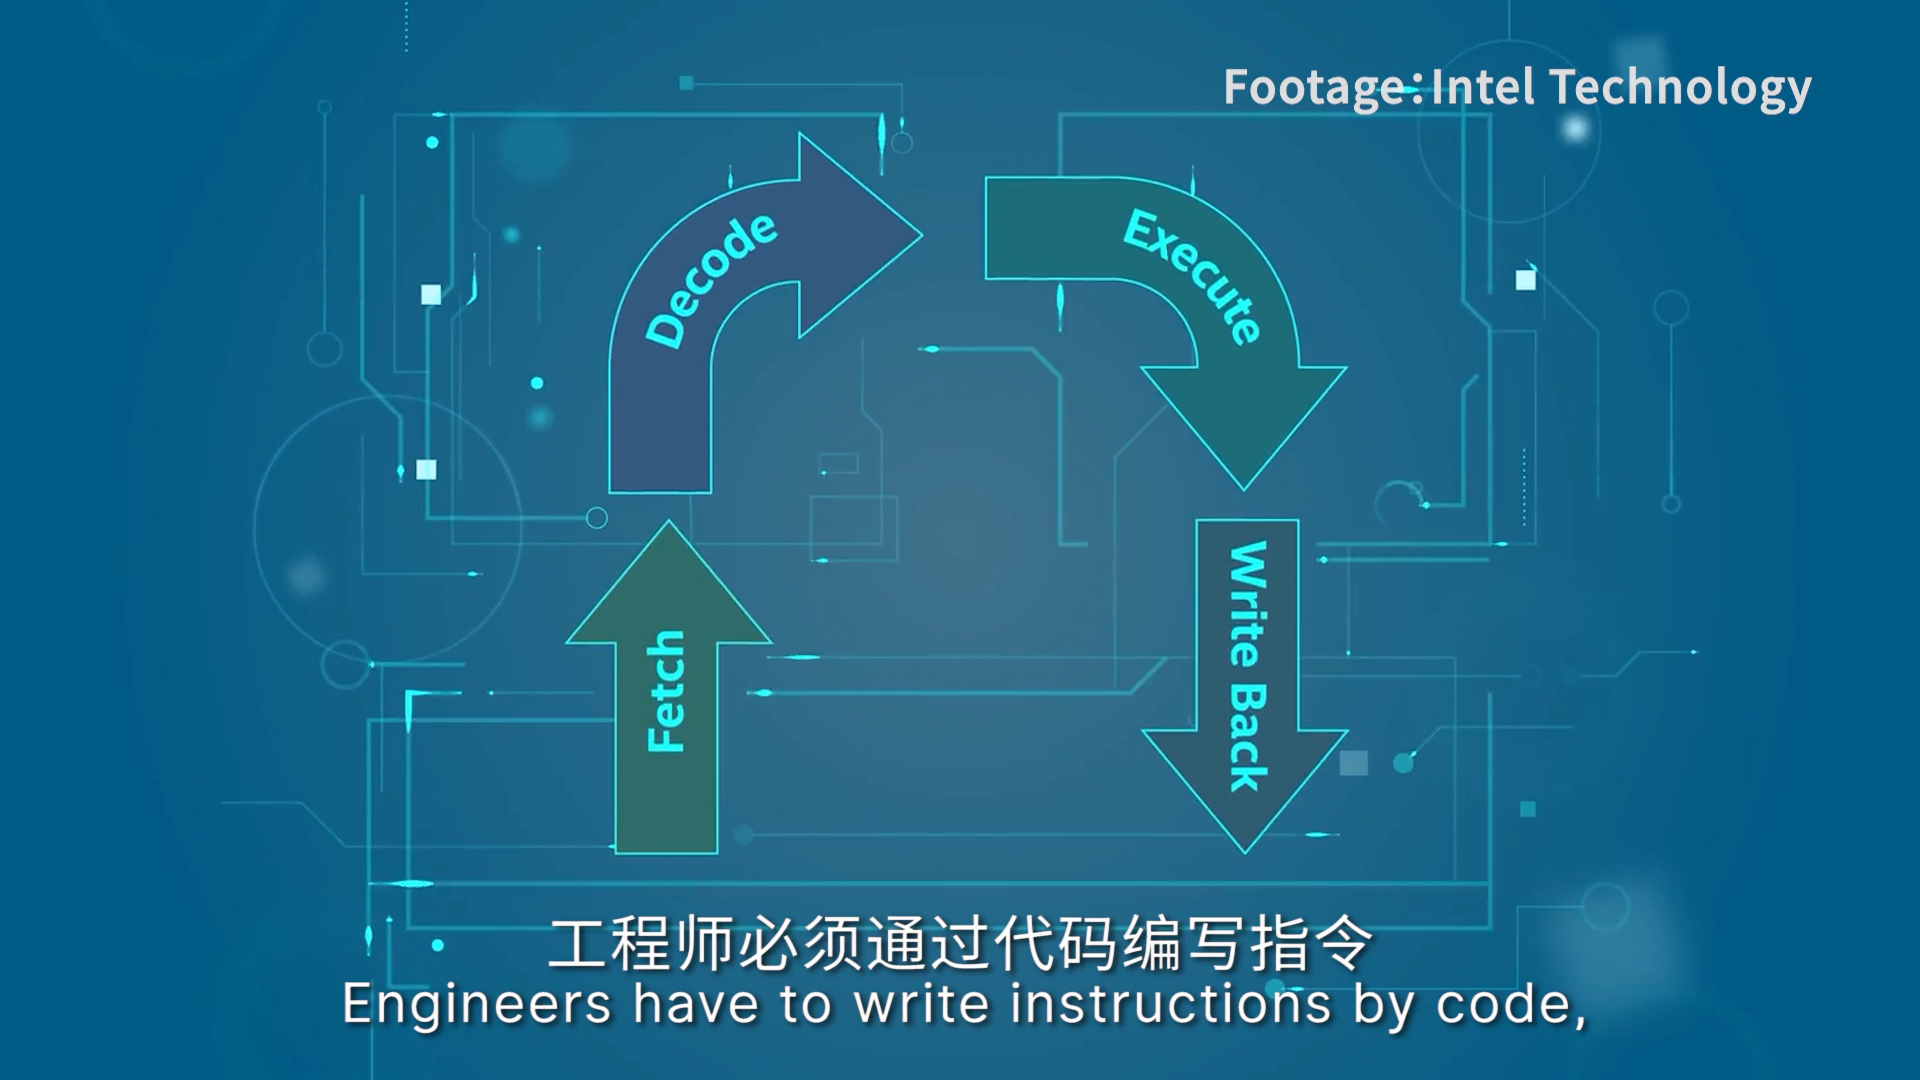 Footage:Intel Technology
Decode
Execute
Fetch
Write Back
工程师必须通过代码编写指令
Engineers have to write instructions by code,